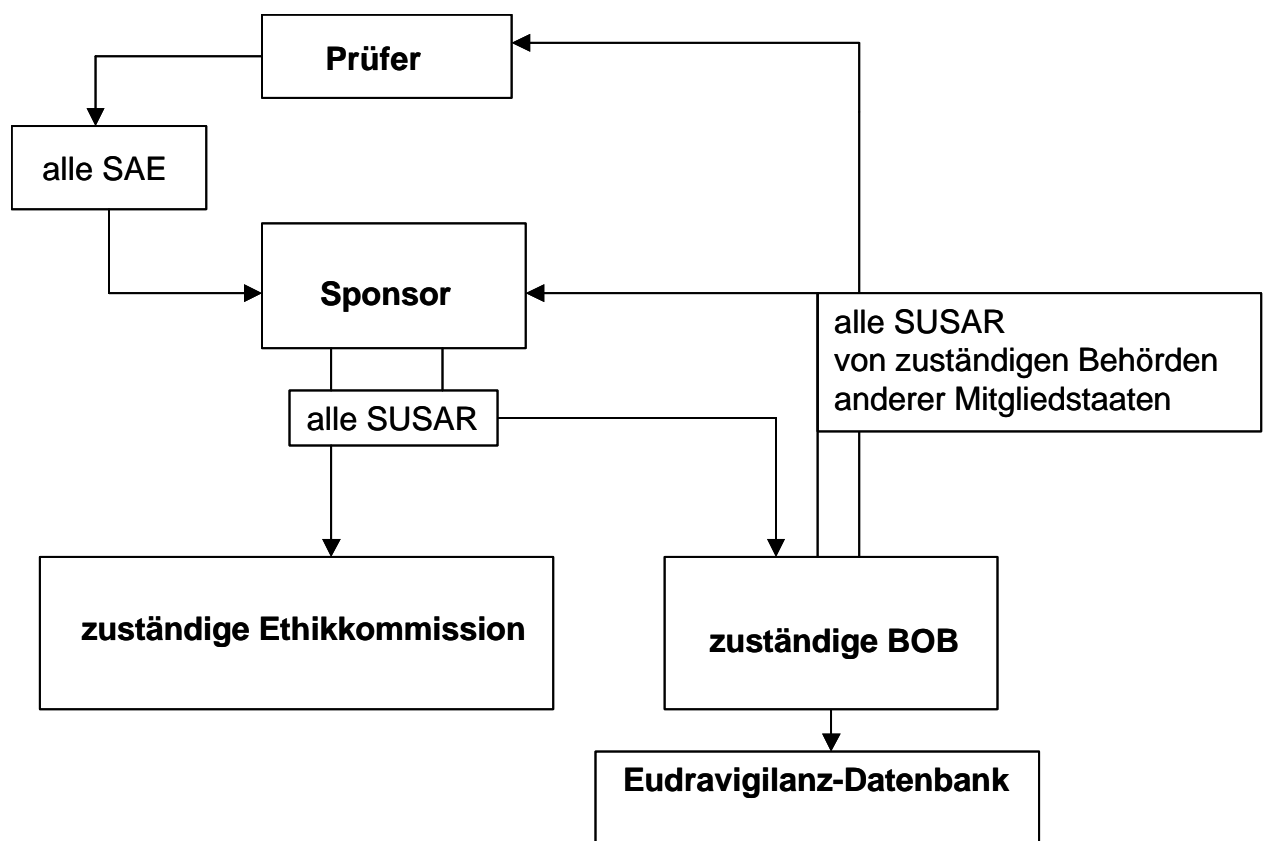 Prüfer
alle SAE
Sponsor
alle SUSAR
von zuständigen Behörden
anderer Mitgliedstaaten
alle SUSAR
zuständige Ethikkommission
zuständige BOB
Eudravigilanz-Datenbank